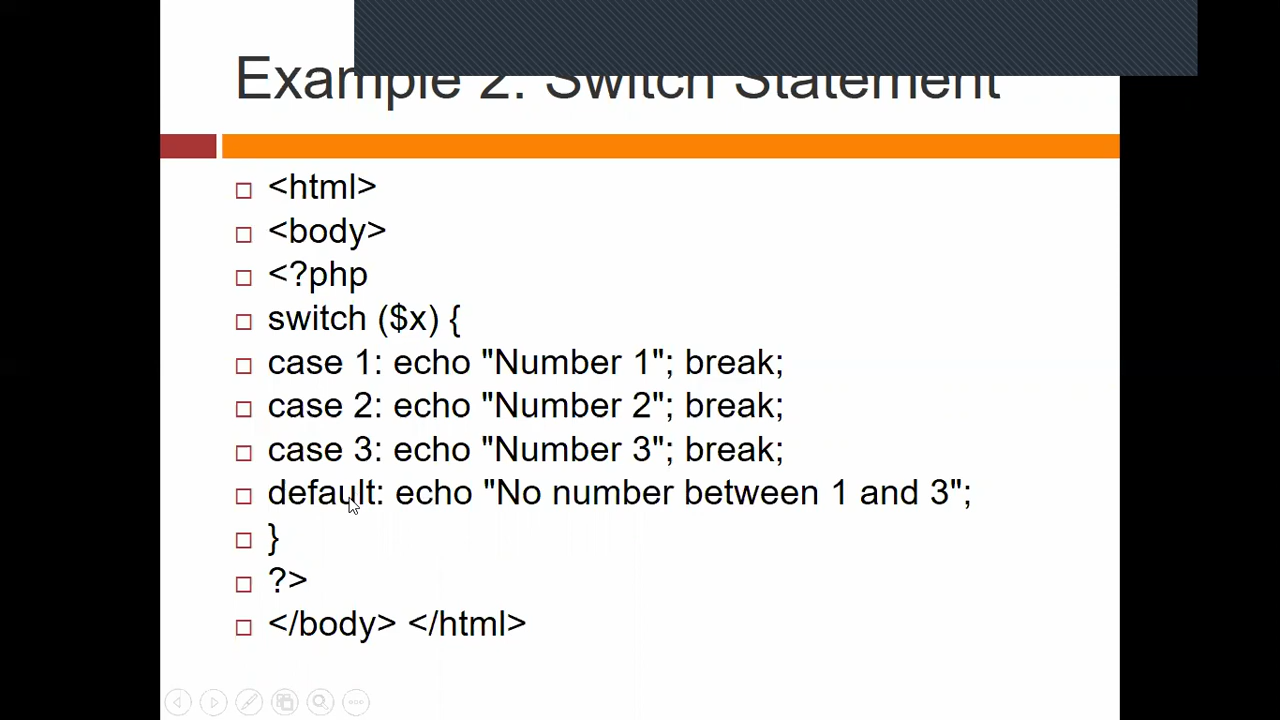 Example 2: Switch Statement
<html>
<body>
<?php
switch ($x) {
case 1: echo "Number 1"; break;
case 2: echo "Number 2"; break;
case 3: echo "Number 3"; break;
default: echo "No number between 1 and 3";
}
?>
</body> </html>